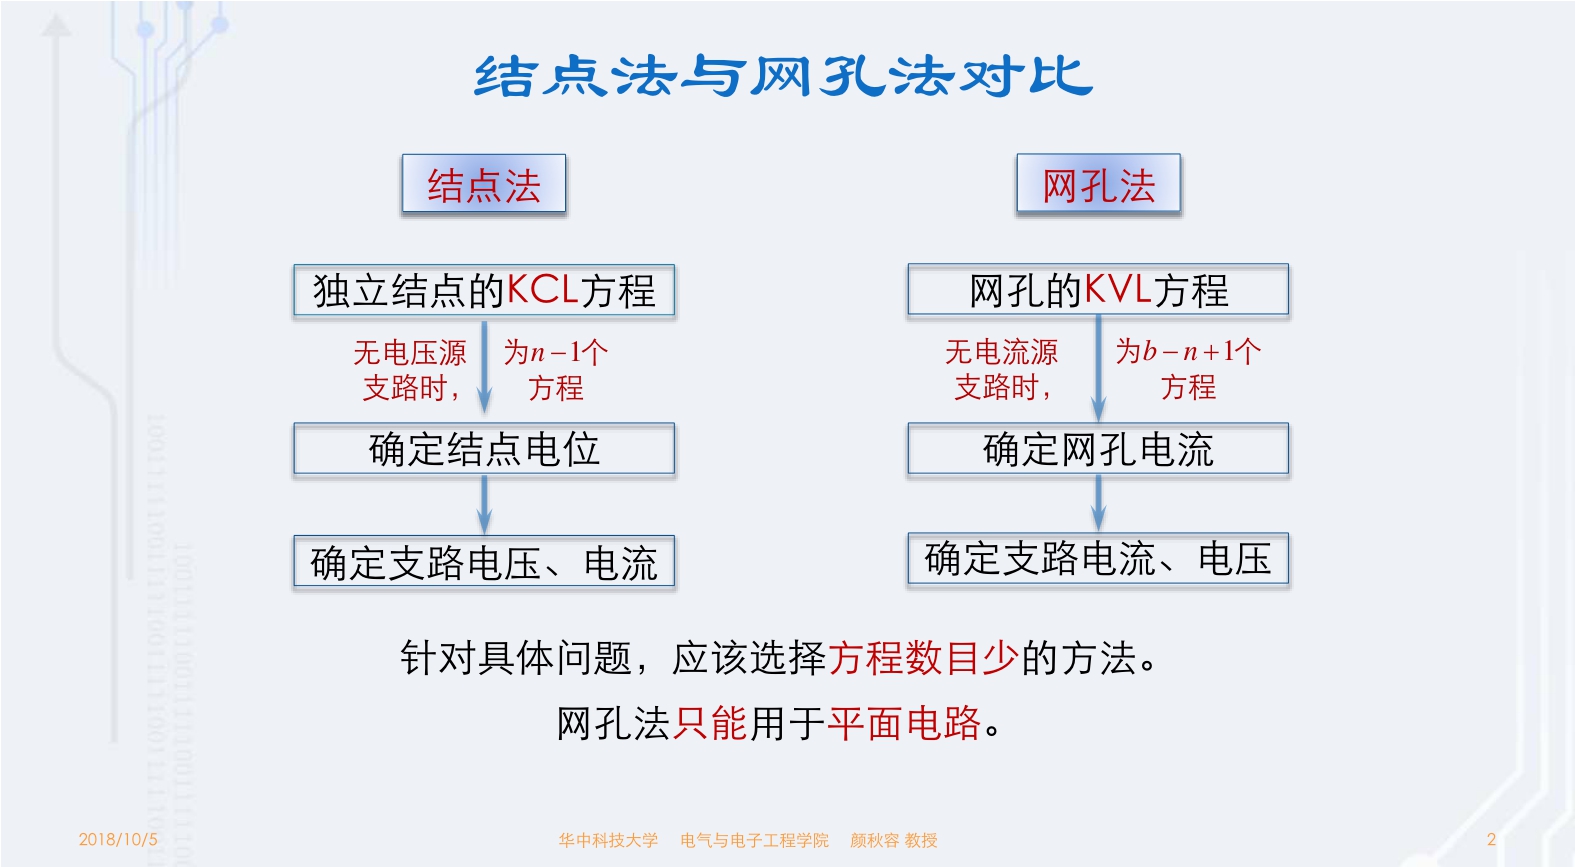 结点法与网孔法对比
结点法
独立结点的KCL方程
无电压源
支路时，
为n−1个
方程
确定结点电位
确定支路电压、电流
网孔法
网孔的KVL方程
无电流源
支路时，
为b−n+1个
方程
确定网孔电流
确定支路电流、电压
针对具体问题，应该选择方程数目少的方法。
网孔法只能用于平面电路。
2018/10/5
华中科技大学 电气与电子工程学院 颜秋容 教授
2